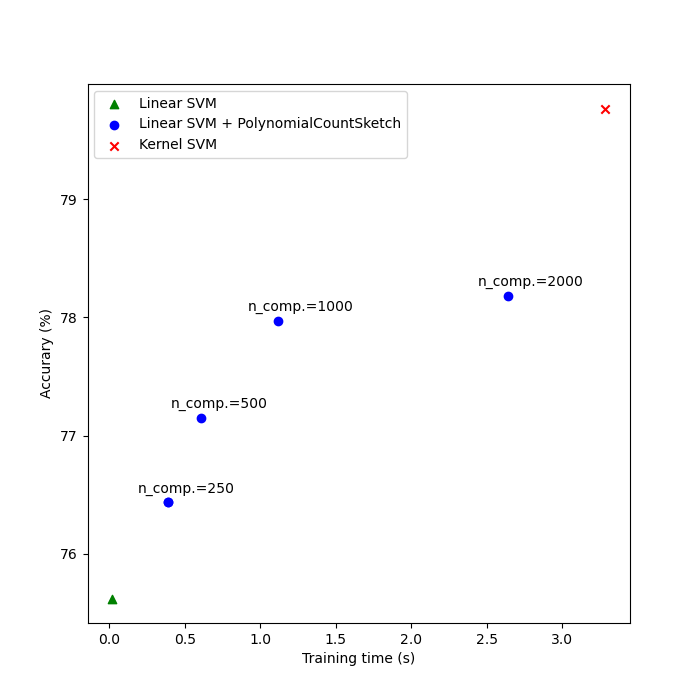 Linear SVM
Linear SVM + PolynomialCountSketch
Kernel SVM
79
78
77
76
Accurary (%)
n_comp.=2000
n_comp.=1000
n_comp.=500
n_comp.=250
0.0 0.5 1.0 1.5 2.0 2.5 3.0
Training time (s)